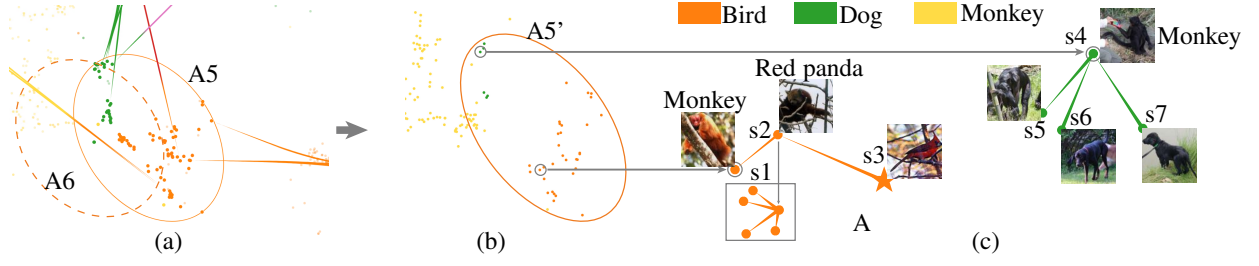 Bird
Dog
Monkey
A5
A6
(a)
A5’
(b)
Monkey
s1
Red panda
s2
s3
A
s4
Monkey
s5
s6
s7
(c)